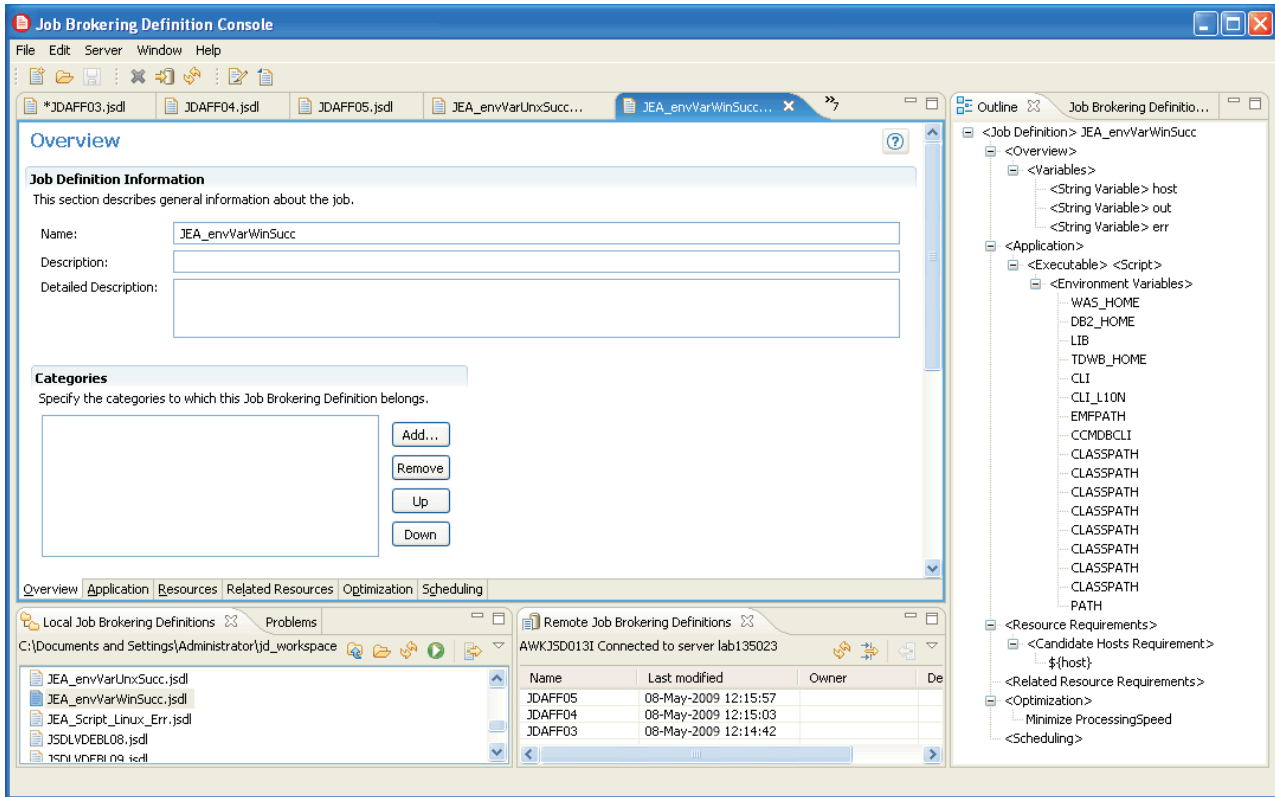 Job Brokering Definition Console
File Edit Server Window Help
*JDAFF03.jsdl JDAFF04.jsdl JDAFF05.jsdl JEA_envVarUnxSucc... JEA_envVarWinSucc... »7
Overview
Job Definition Information
This section describes general information about the job.
Name: JEA_envVarWinSucc
Description:
Detailed Description:
Categories
Specify the categories to which this Job Brokering Definition belongs.
Add...
Remove
Up
Down
Overview Application Resources Related Resources Optimization Scheduling
Local Job Brokering Definitions Problems
C:\Documents and Settings\Administrator\jd_workspace
JEA_envVarUnxSucc.jsdl
JEA_envVarWinSucc.jsdl
JEA_Script_Linux_Err.jsdl
JSDLVDEBL08.jsdl
JSDLVDEBL09.jsdl
Remote Job Brokering Definitions
AWKJSD013I Connected to server lab135023
Name Last modified Owner De
JDAFF05 08-May-2009 12:15:57
JDAFF04 08-May-2009 12:15:03
JDAFF03 08-May-2009 12:14:42
Outline Job Brokering Definitio...
<Job Definition> JEA_envVarWinSucc
<Overview>
<Variables>
<String Variable> host
<String Variable> out
<String Variable> err
<Application>
<Executable> <Script>
<Environment Variables>
WAS_HOME
DB2_HOME
LIB
TDWB_HOME
CLI
CLI_L10N
EMFPATH
CCMDBCLI
CLASSPATH
CLASSPATH
CLASSPATH
CLASSPATH
CLASSPATH
CLASSPATH
CLASSPATH
CLASSPATH
PATH
<Resource Requirements>
<Candidate Hosts Requirement>
${host}
<Related Resource Requirements>
<Optimization>
Minimize ProcessingSpeed
<Scheduling>